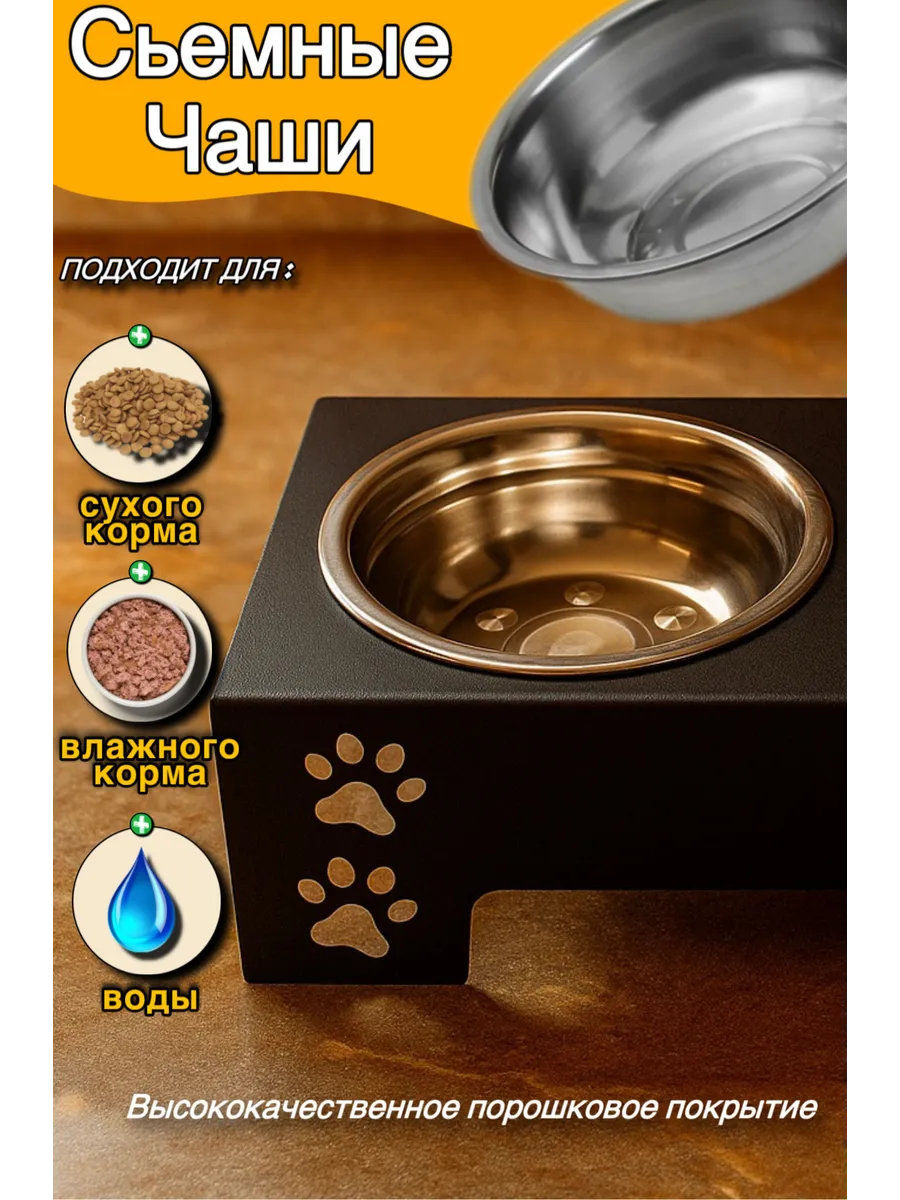 Сьемные
Чаши
ПОДХОДИТ ДЛЯ :
сухого
корма
влажного
корма
воды
Высококачественное порошковое покрытие